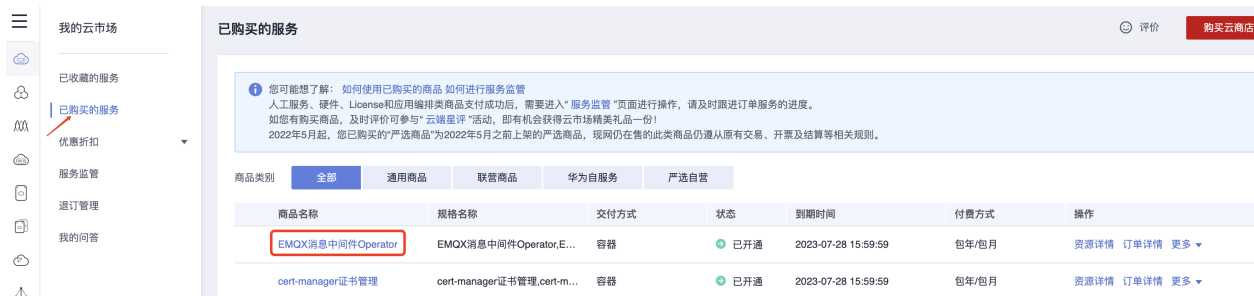 我的云市场
已收藏的服务
已购买的服务
优惠折扣
服务监管
退订管理
我的问答
已购买的服务
评价 购买云商店
您可能想了解： 如何使用已购买的商品 如何进行服务监管
人工服务、硬件、License和应用编排类商品支付成功后，需要进入“ 服务监管 ”页面进行操作，请及时跟进订单服务的进度。
如您有购买商品，及时评价可参与“ 云端星评 ”活动，即有机会获得云市场精美礼品一份！
2022年5月起，您已购买的“严选商品”为2022年5月之前上架的严选商品，现网仍在售的此类商品仍遵从原有交易、开票及结算等相关规则。
商品类别 全部 通用商品 联营商品 华为自服务 严选自营
商品名称 规格名称 交付方式 状态 到期时间 付费方式 操作
EMQX消息中间件Operator EMQX消息中间件Operator,E... 容器 已开通 2023-07-28 15:59:59 包年/包月 资源详情 订单详情 更多
cert-manager证书管理 cert-manager证书管理,cert-m... 容器 已开通 2023-07-28 15:59:59 包年/包月 资源详情 订单详情 更多